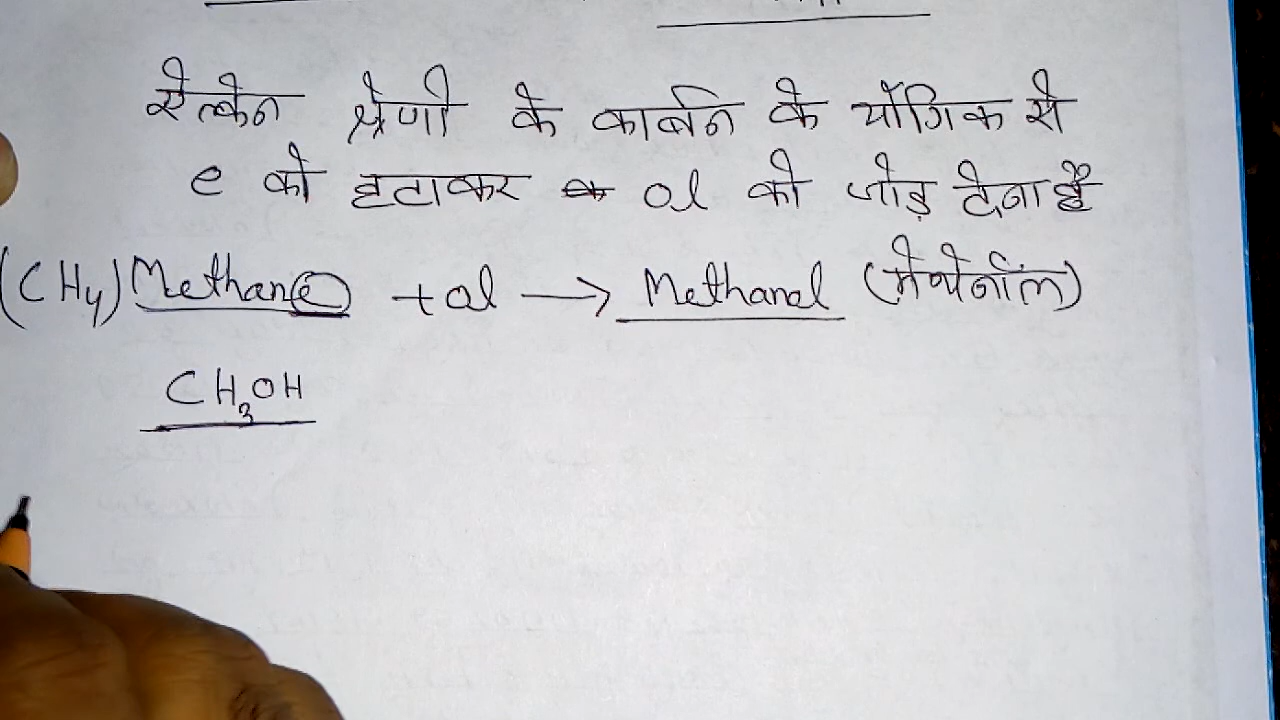 ऐल्केन श्रेणी के कार्बन के यौगिक से
e को हटाकर ol को जोड़ देना है
(CH4) Methane + ol → Methanol (मेथेनॉल)
CH3OH